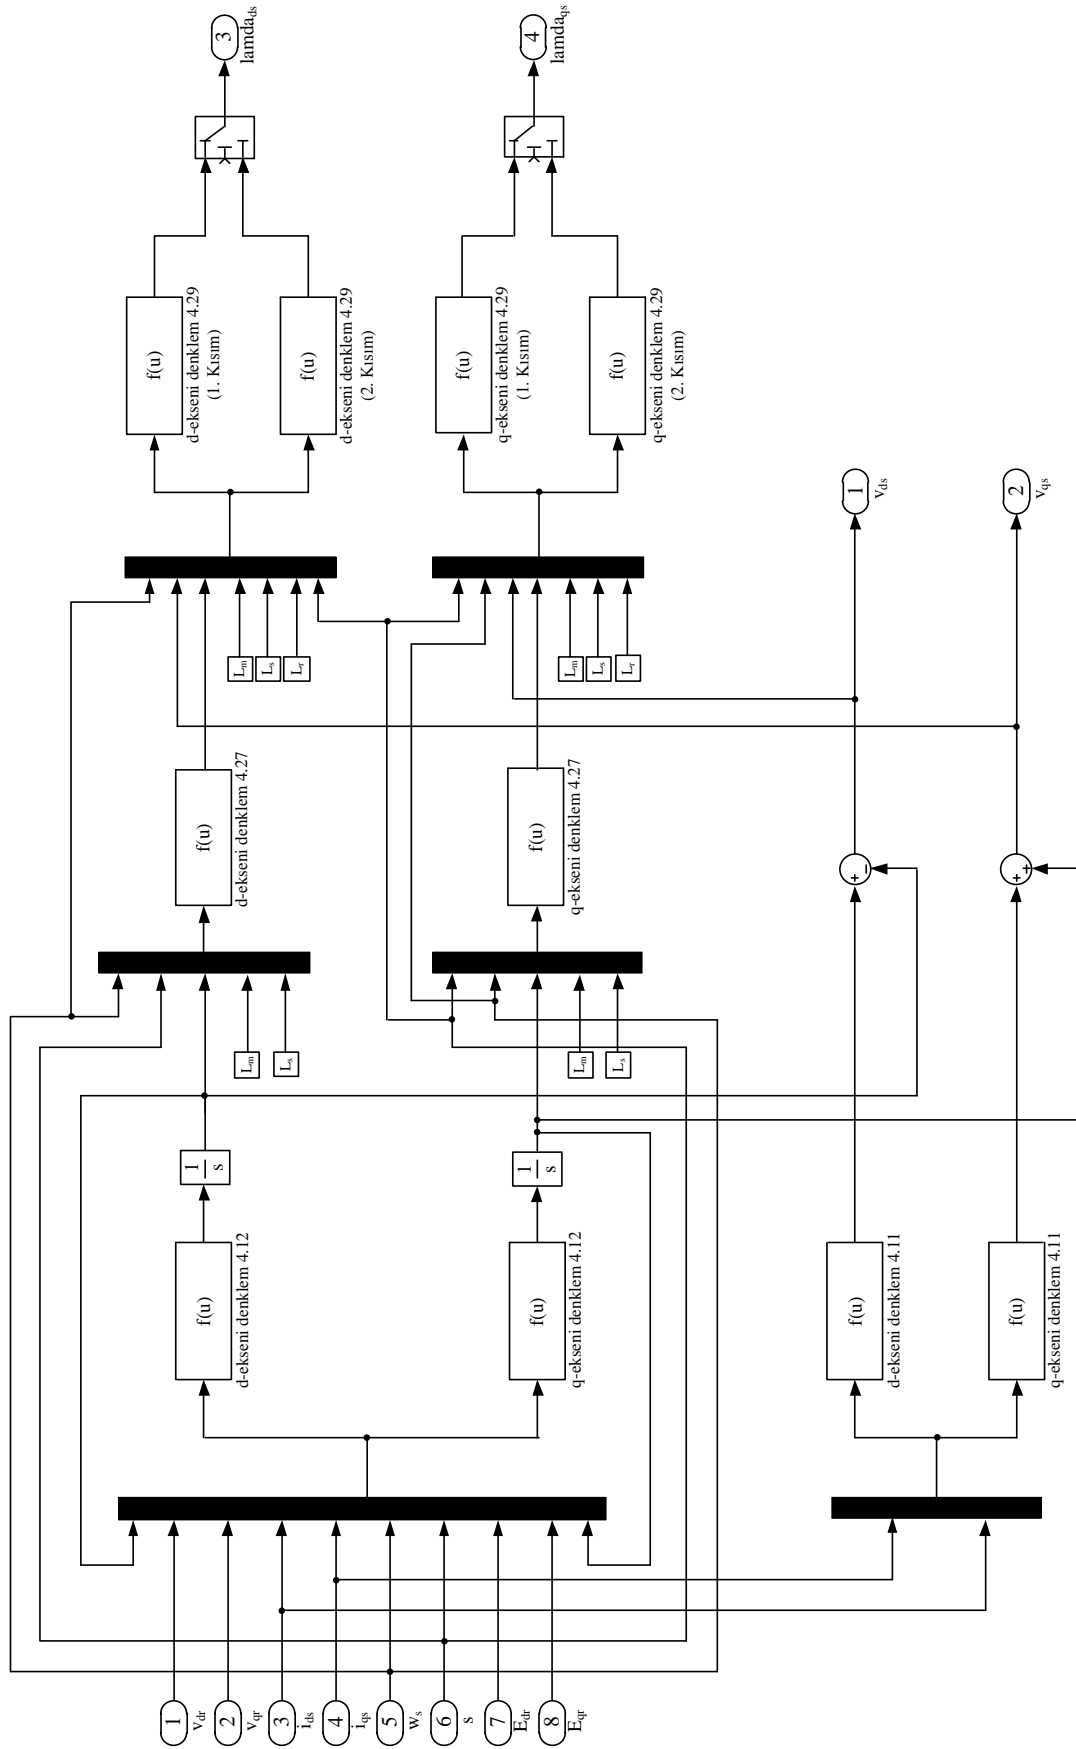 1
v_dr
2
v_qr
3
i_ds
4
i_qs
5
w_s
6
s
7
E_dr
8
E_qr
f(u)
d-ekseni denklem 4.12
1
s
L_m
L_s
f(u)
d-ekseni denklem 4.27
L_m
L_s
L_r
f(u)
d-ekseni denklem 4.29
(1. Kısım)
f(u)
d-ekseni denklem 4.29
(2. Kısım)
3
lamda_ds
f(u)
q-ekseni denklem 4.12
1
s
L_m
L_s
f(u)
q-ekseni denklem 4.27
L_m
L_s
L_r
f(u)
q-ekseni denklem 4.29
(1. Kısım)
f(u)
q-ekseni denklem 4.29
(2. Kısım)
4
lamda_qs
f(u)
d-ekseni denklem 4.11
+
−
1
v_ds
f(u)
q-ekseni denklem 4.11
+
+
2
v_qs